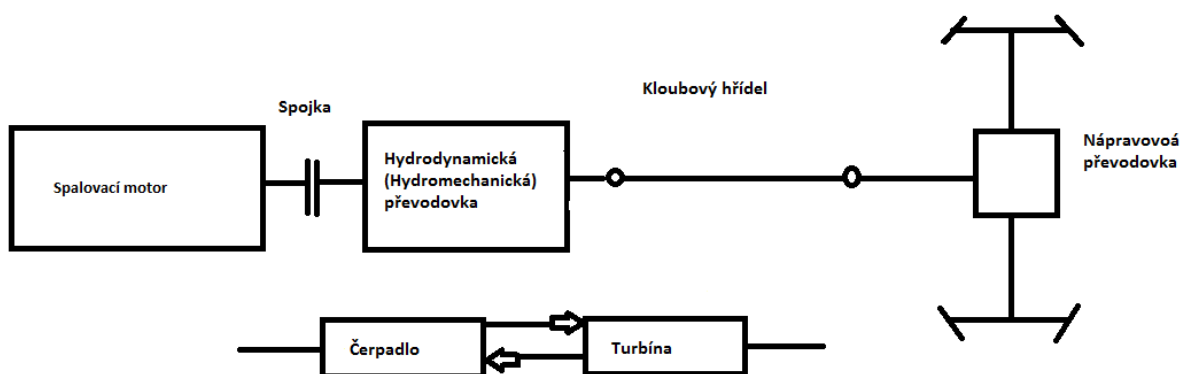 Kloubový hřídel
Spojka
Spalovací motor
Hydrodynamická
(Hydromechanická)
převodovka
Nápravovoá
převodovka
Čerpadlo
Turbína